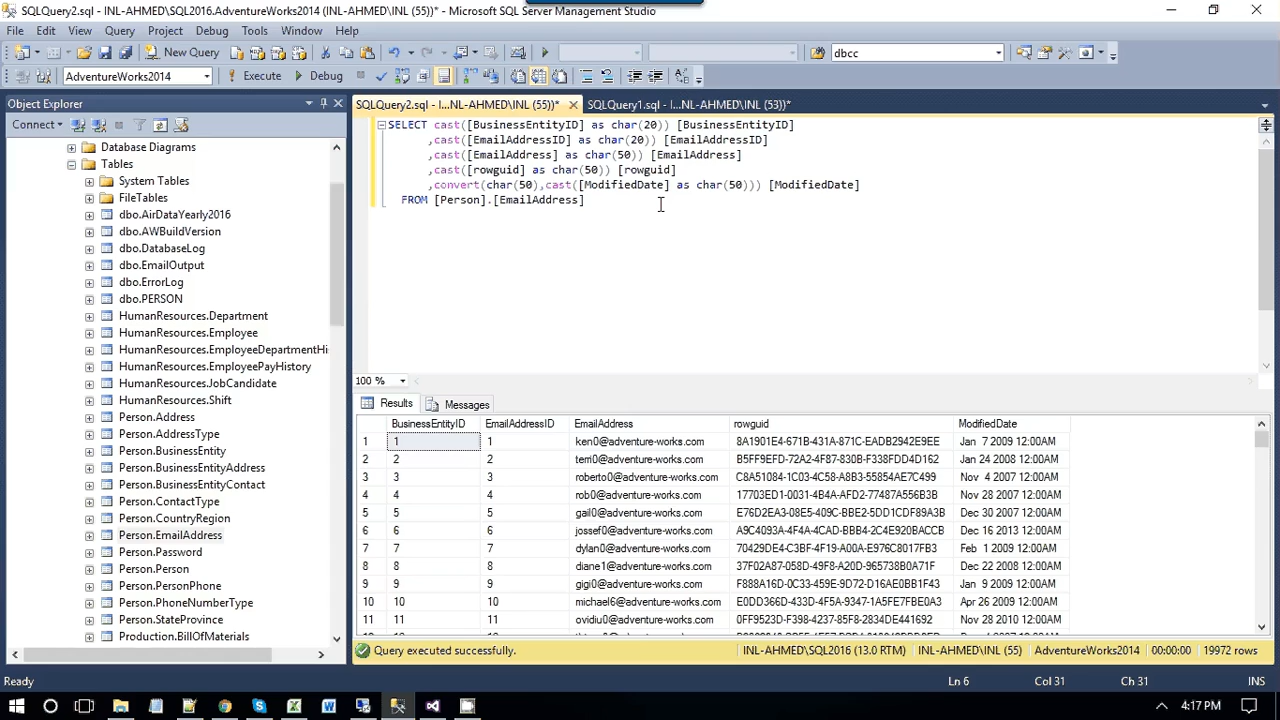 SQLQuery2.sql - INL-AHMED\SQL2016.AdventureWorks2014 (INL-AHMED\INL (55))* - Microsoft SQL Server Management Studio
File Edit View Query Project Debug Tools Window Help
New Query dbcc
AdventureWorks2014 ! Execute Debug
Object Explorer
SQLQuery2.sql - I...NL-AHMED\INL (55))* SQLQuery1.sql - I...NL-AHMED\INL (53))*
Connect
Database Diagrams
Tables
System Tables
FileTables
dbo.AirDataYearly2016
dbo.AWBuildVersion
dbo.DatabaseLog
dbo.EmailOutput
dbo.ErrorLog
dbo.PERSON
HumanResources.Department
HumanResources.Employee
HumanResources.EmployeeDepartmentHi
HumanResources.EmployeePayHistory
HumanResources.JobCandidate
HumanResources.Shift
Person.Address
Person.AddressType
Person.BusinessEntity
Person.BusinessEntityAddress
Person.BusinessEntityContact
Person.ContactType
Person.CountryRegion
Person.EmailAddress
Person.Password
Person.Person
Person.PersonPhone
Person.PhoneNumberType
Person.StateProvince
Production.BillOfMaterials
SELECT cast([BusinessEntityID] as char(20)) [BusinessEntityID]
,cast([EmailAddressID] as char(20)) [EmailAddressID]
,cast([EmailAddress] as char(50)) [EmailAddress]
,cast([rowguid] as char(50)) [rowguid]
,convert(char(50),cast([ModifiedDate] as char(50))) [ModifiedDate]
FROM [Person].[EmailAddress]
100 %
Results Messages
BusinessEntityID EmailAddressID EmailAddress rowguid ModifiedDate
1 1 1 ken0@adventure-works.com 8A1901E4-671B-431A-871C-EADB2942E9EE Jan 7 2009 12:00AM
2 2 2 terri0@adventure-works.com B5FF9EFD-72A2-4F87-830B-F338FDD4D162 Jan 24 2008 12:00AM
3 3 3 roberto0@adventure-works.com C8A51084-1C03-4C58-A8B3-55854AE7C499 Nov 4 2007 12:00AM
4 4 4 rob0@adventure-works.com 17703ED1-0031-4B4A-AFD2-77487A556B3B Nov 28 2007 12:00AM
5 5 5 gail0@adventure-works.com E76D2EA3-08E5-409C-BBE2-5DD1CDF89A3B Dec 30 2007 12:00AM
6 6 6 jossef0@adventure-works.com A9C4093A-4F4A-4CAD-BBB4-2C4E920BACCB Dec 16 2013 12:00AM
7 7 7 dylan0@adventure-works.com 70429DE4-C3BF-4F19-A00A-E976C8017FB3 Feb 1 2009 12:00AM
8 8 8 diane1@adventure-works.com 37F02A87-058D-49F8-A20D-965738B0A71F Dec 22 2008 12:00AM
9 9 9 gigi0@adventure-works.com F888A16D-0C33-459E-9D72-D16AE0BB1F43 Jan 9 2009 12:00AM
10 10 10 michael6@adventure-works.com E0DD366D-433D-4F5A-9347-1A5FE7FBE0A3 Apr 26 2009 12:00AM
11 11 11 ovidiu0@adventure-works.com 0FF9523D-F398-4237-85F8-2834DE441692 Nov 28 2010 12:00AM
Query executed successfully. INL-AHMED\SQL2016 (13.0 RTM) INL-AHMED\INL (55) AdventureWorks2014 00:00:00 19972 rows
Ready Ln 6 Col 31 Ch 31 INS
4:17 PM